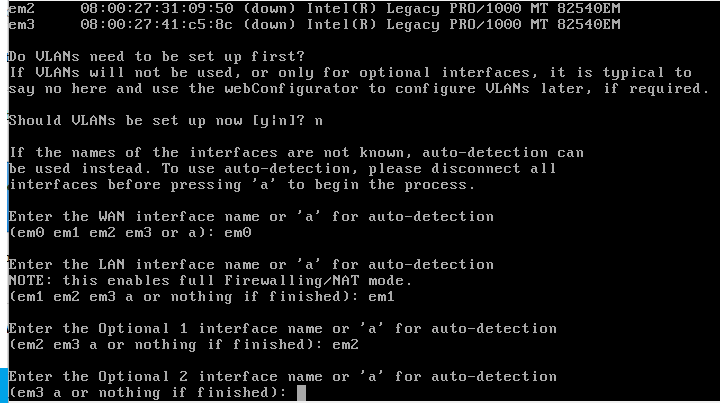 em2    08:00:27:31:09:50 (down) Intel(R) Legacy PRO/1000 MT 82540EM
em3    08:00:27:41:c5:8c (down) Intel(R) Legacy PRO/1000 MT 82540EM
Do VLANs need to be set up first?
If VLANs will not be used, or only for optional interfaces, it is typical to
say no here and use the webConfigurator to configure VLANs later, if required.
Should VLANs be set up now [y|n]? n
If the names of the interfaces are not known, auto-detection can
be used instead. To use auto-detection, please disconnect all
interfaces before pressing 'a' to begin the process.
Enter the WAN interface name or 'a' for auto-detection
(em0 em1 em2 em3 or a): em0
Enter the LAN interface name or 'a' for auto-detection
NOTE: this enables full Firewalling/NAT mode.
(em1 em2 em3 a or nothing if finished): em1
Enter the Optional 1 interface name or 'a' for auto-detection
(em2 em3 a or nothing if finished): em2
Enter the Optional 2 interface name or 'a' for auto-detection
(em3 a or nothing if finished):